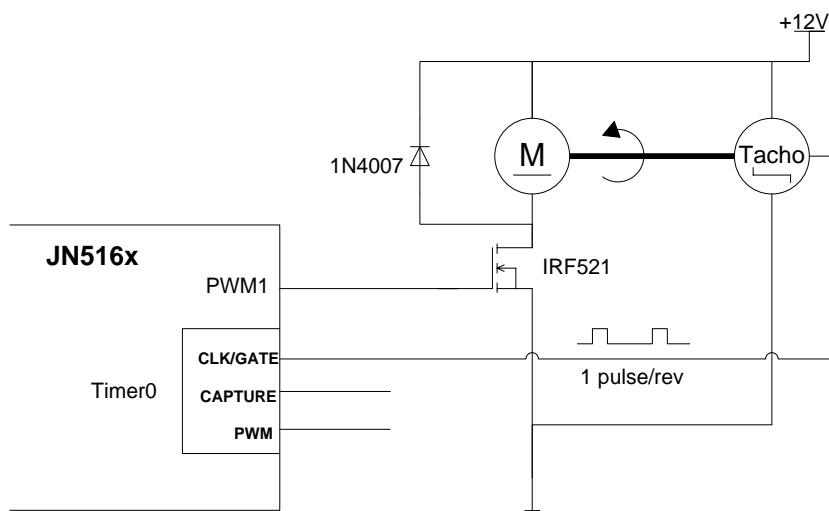 +12V
1N4007
M
Tacho
JN516x
IRF521
PWM1
CLK/GATE
1 pulse/rev
Timer0
CAPTURE
PWM